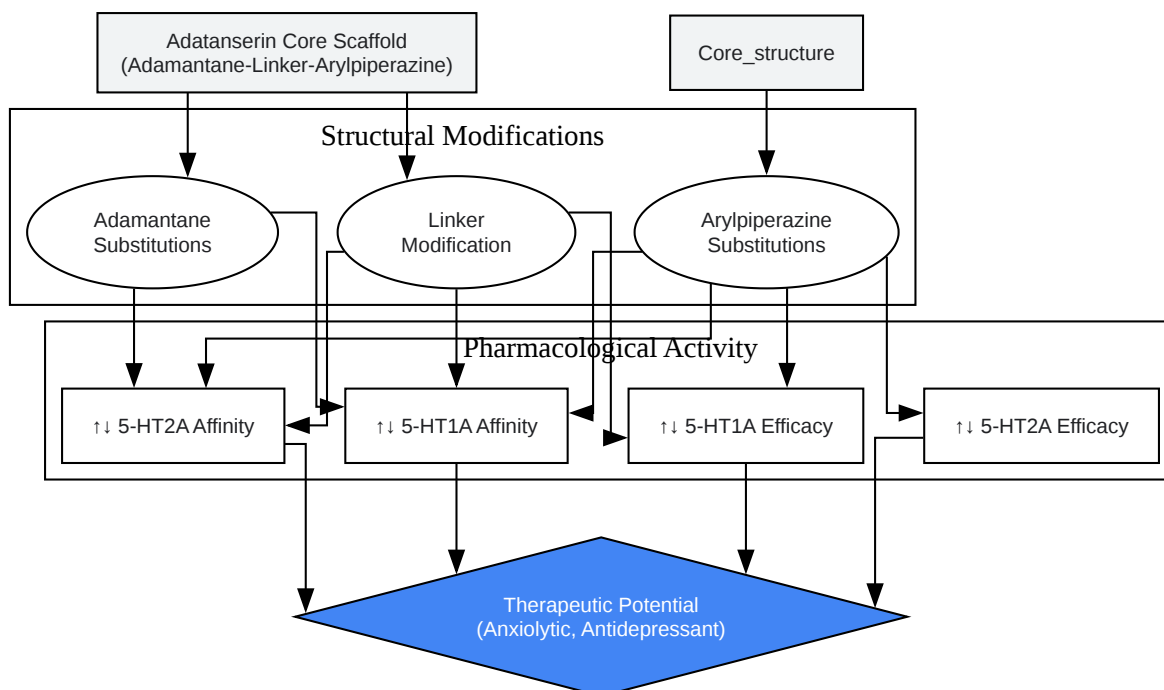 Adatanserin Core Scaffold
(Adamantane-Linker-Arylpiperazine)
Core_structure
Structural Modifications
Adamantane
Substitutions
Linker
Modification
Arylpiperazine
Substitutions
Pharmacological Activity
↑↓ 5-HT2A Affinity
↑↓ 5-HT1A Affinity
↑↓ 5-HT1A Efficacy
↑↓ 5-HT2A Efficacy
Therapeutic Potential
(Anxiolytic, Antidepressant)